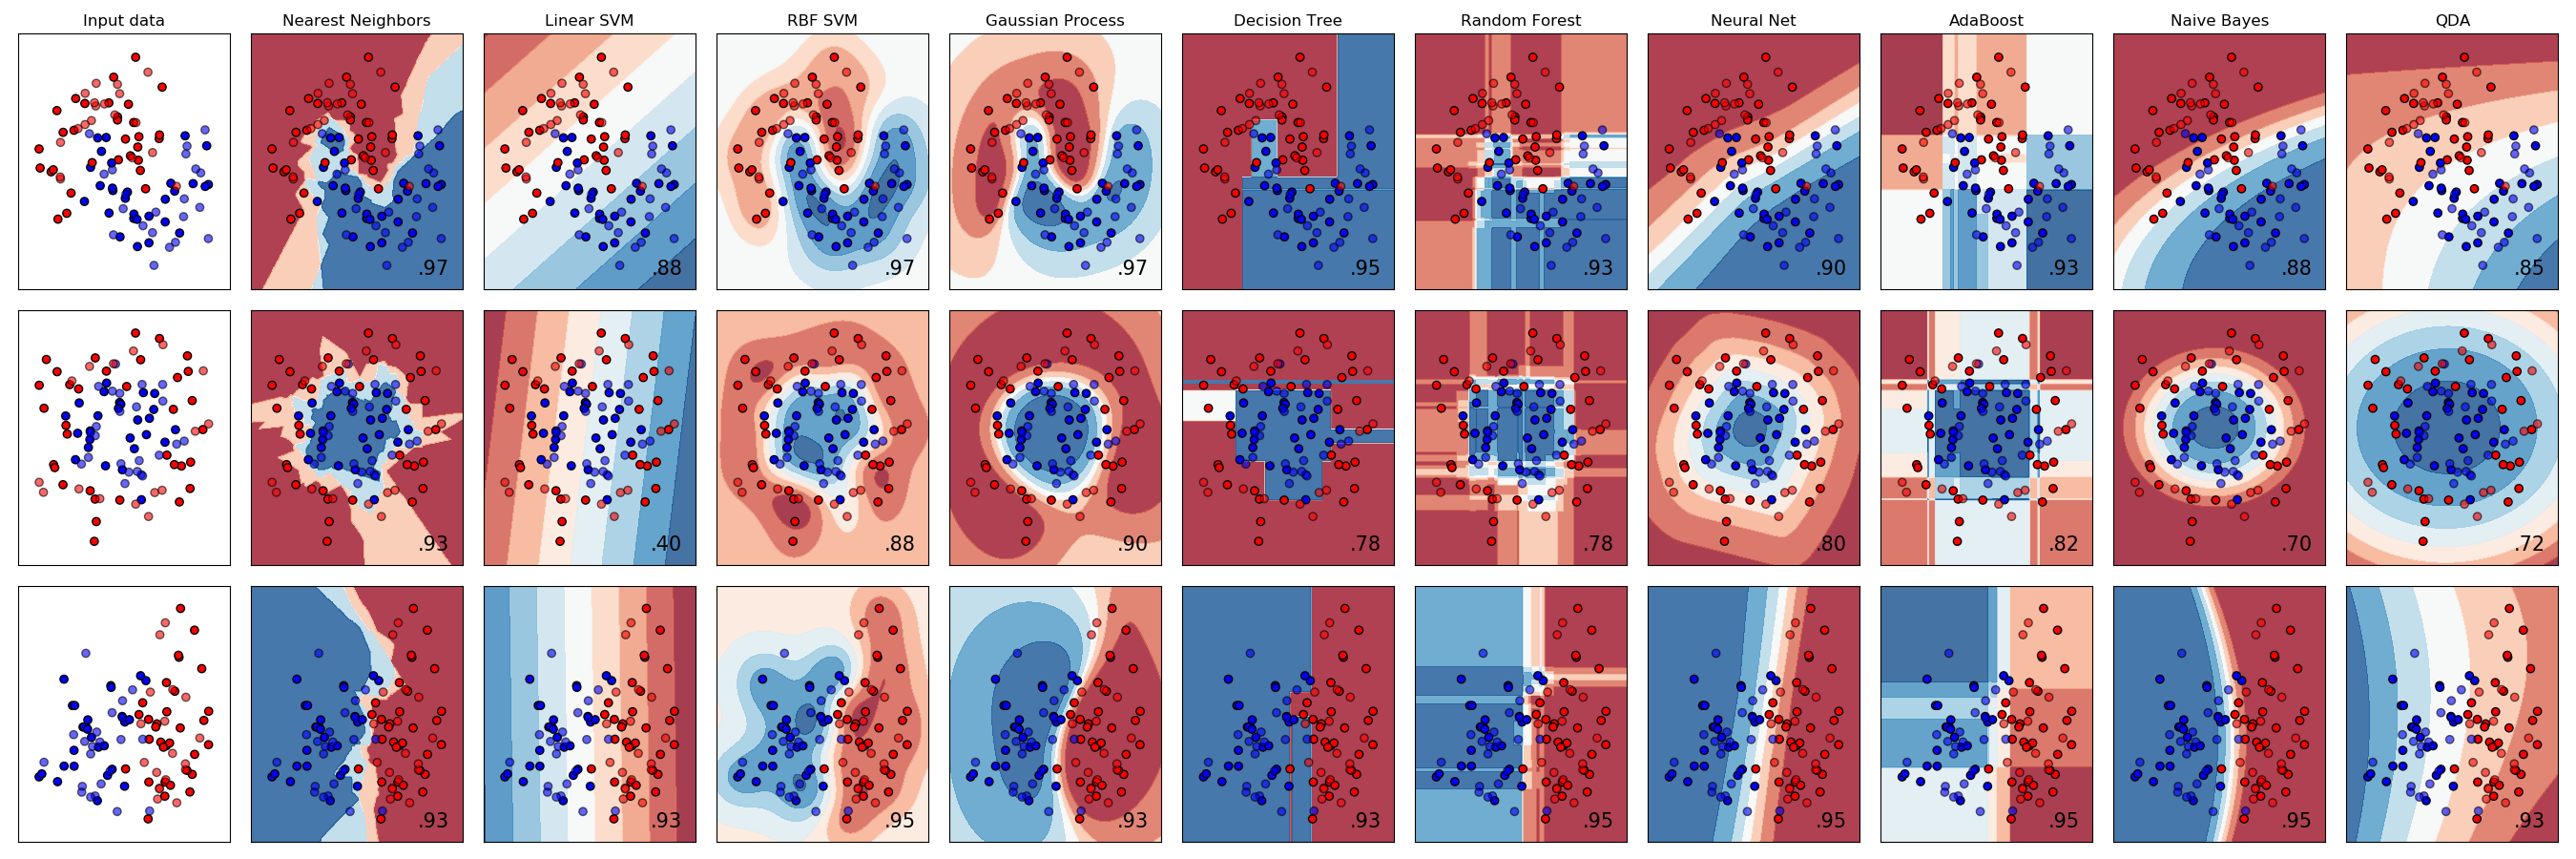 Input data Nearest Neighbors Linear SVM RBF SVM Gaussian Process Decision Tree Random Forest Neural Net AdaBoost Naive Bayes QDA
.97 .88 .97 .97 .95 .93 .90 .93 .88 .85
.93 .40 .88 .90 .78 .78 .80 .82 .70 .72
.93 .93 .95 .93 .93 .95 .95 .95 .95 .93